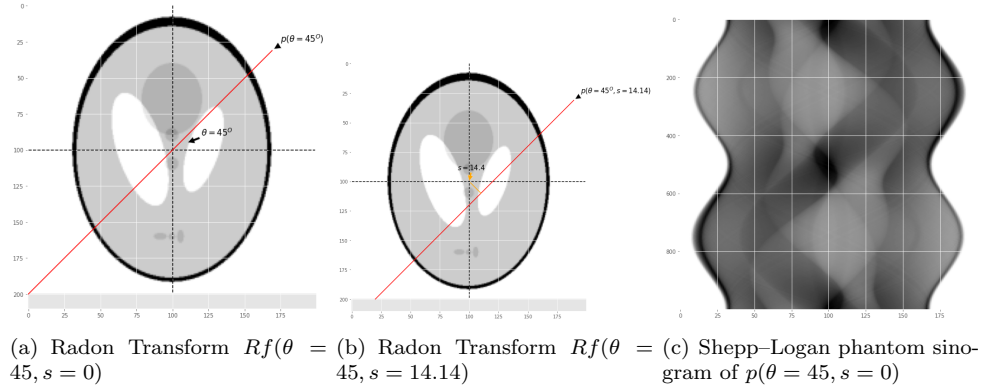 0
25
50
75
100
125
150
175
200
0 25 50 75 100 125 150 175
p(θ = 45^O)
θ = 45^O
0
25
50
75
100
125
150
175
200
0 25 50 75 100 125 150 175
p(θ = 45^O, s = 14.14)
s = 14.4
0
200
400
600
800
0 25 50 75 100 125 150 175
(a) Radon Transform Rf(θ = 45, s = 0)
(b) Radon Transform Rf(θ = 45, s = 14.14)
(c) Shepp–Logan phantom sino-
gram of p(θ = 45, s = 0)